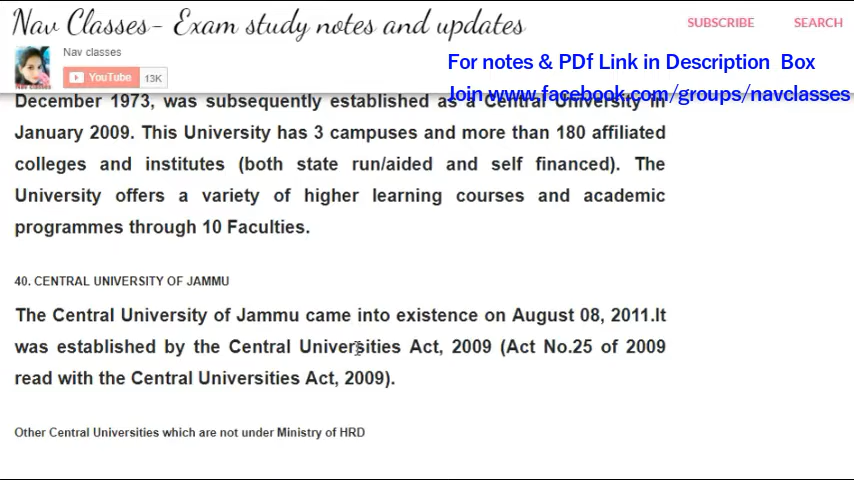 Nav Classes- Exam study notes and updates
SUBSCRIBE
SEARCH
Nav classes
YouTube 13K
For notes & PDf Link in Description Box
Join www.facebook.com/groups/navclasses
December 1973, was subsequently established as a Central University in
January 2009. This University has 3 campuses and more than 180 affiliated
colleges and institutes (both state run/aided and self financed). The
University offers a variety of higher learning courses and academic
programmes through 10 Faculties.
40. CENTRAL UNIVERSITY OF JAMMU
The Central University of Jammu came into existence on August 08, 2011.It
was established by the Central Universities Act, 2009 (Act No.25 of 2009
read with the Central Universities Act, 2009).
Other Central Universities which are not under Ministry of HRD